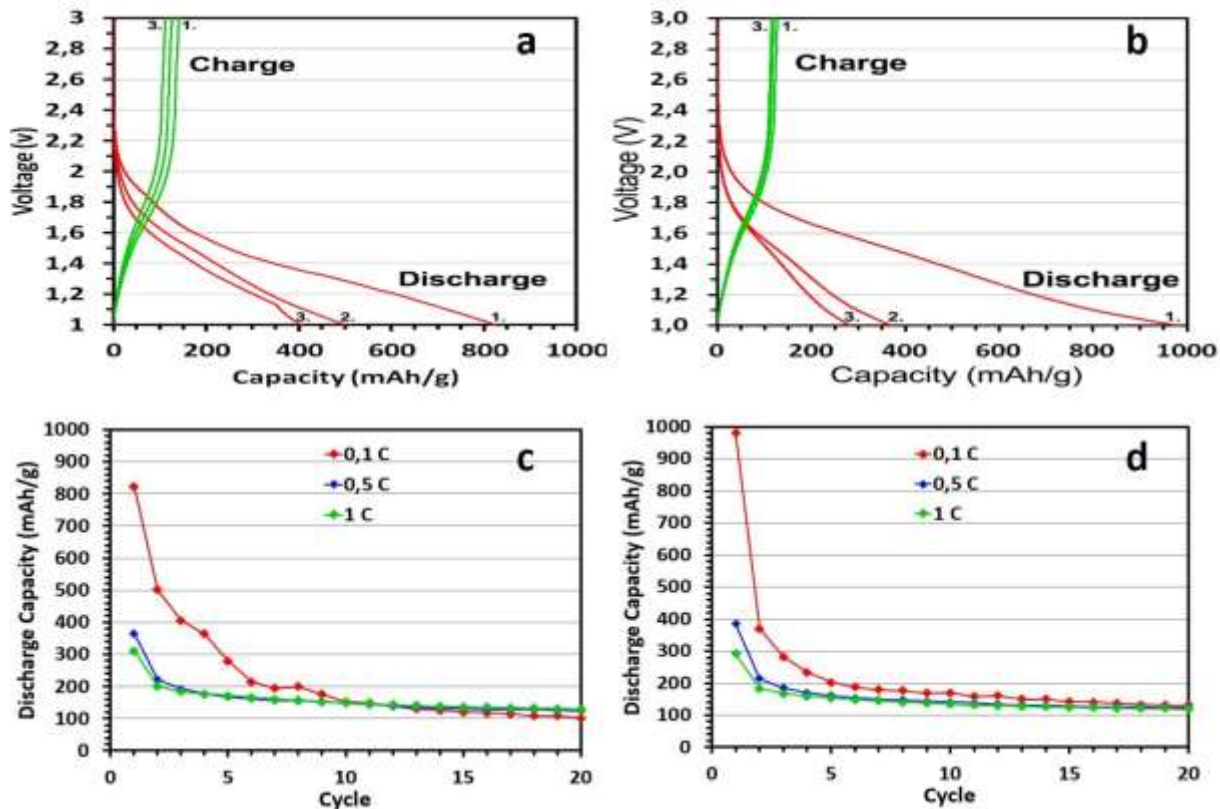 a
3. 1.
Charge
Discharge
3. 2. 1.
3
2,8
2,6
2,4
2,2
2
1,8
1,6
1,4
1,2
1
Voltage (v)
0 200 400 600 800 1000
Capacity (mAh/g)
b
3. 1.
Charge
Discharge
3. 2. 1.
3,0
2,8
2,6
2,4
2,2
2,0
1,8
1,6
1,4
1,2
1,0
Voltage (V)
0 200 400 600 800 1000
Capacity (mAh/g)
c
0,1 C
0,5 C
1 C
1000
900
800
700
600
500
400
300
200
100
0
Discharge Capacity (mAh/g)
0 5 10 15 20
Cycle
d
0,1 C
0,5 C
1 C
1000
900
800
700
600
500
400
300
200
100
0
Discharge Capacity (mAh/g)
0 5 10 15 20
Cycle